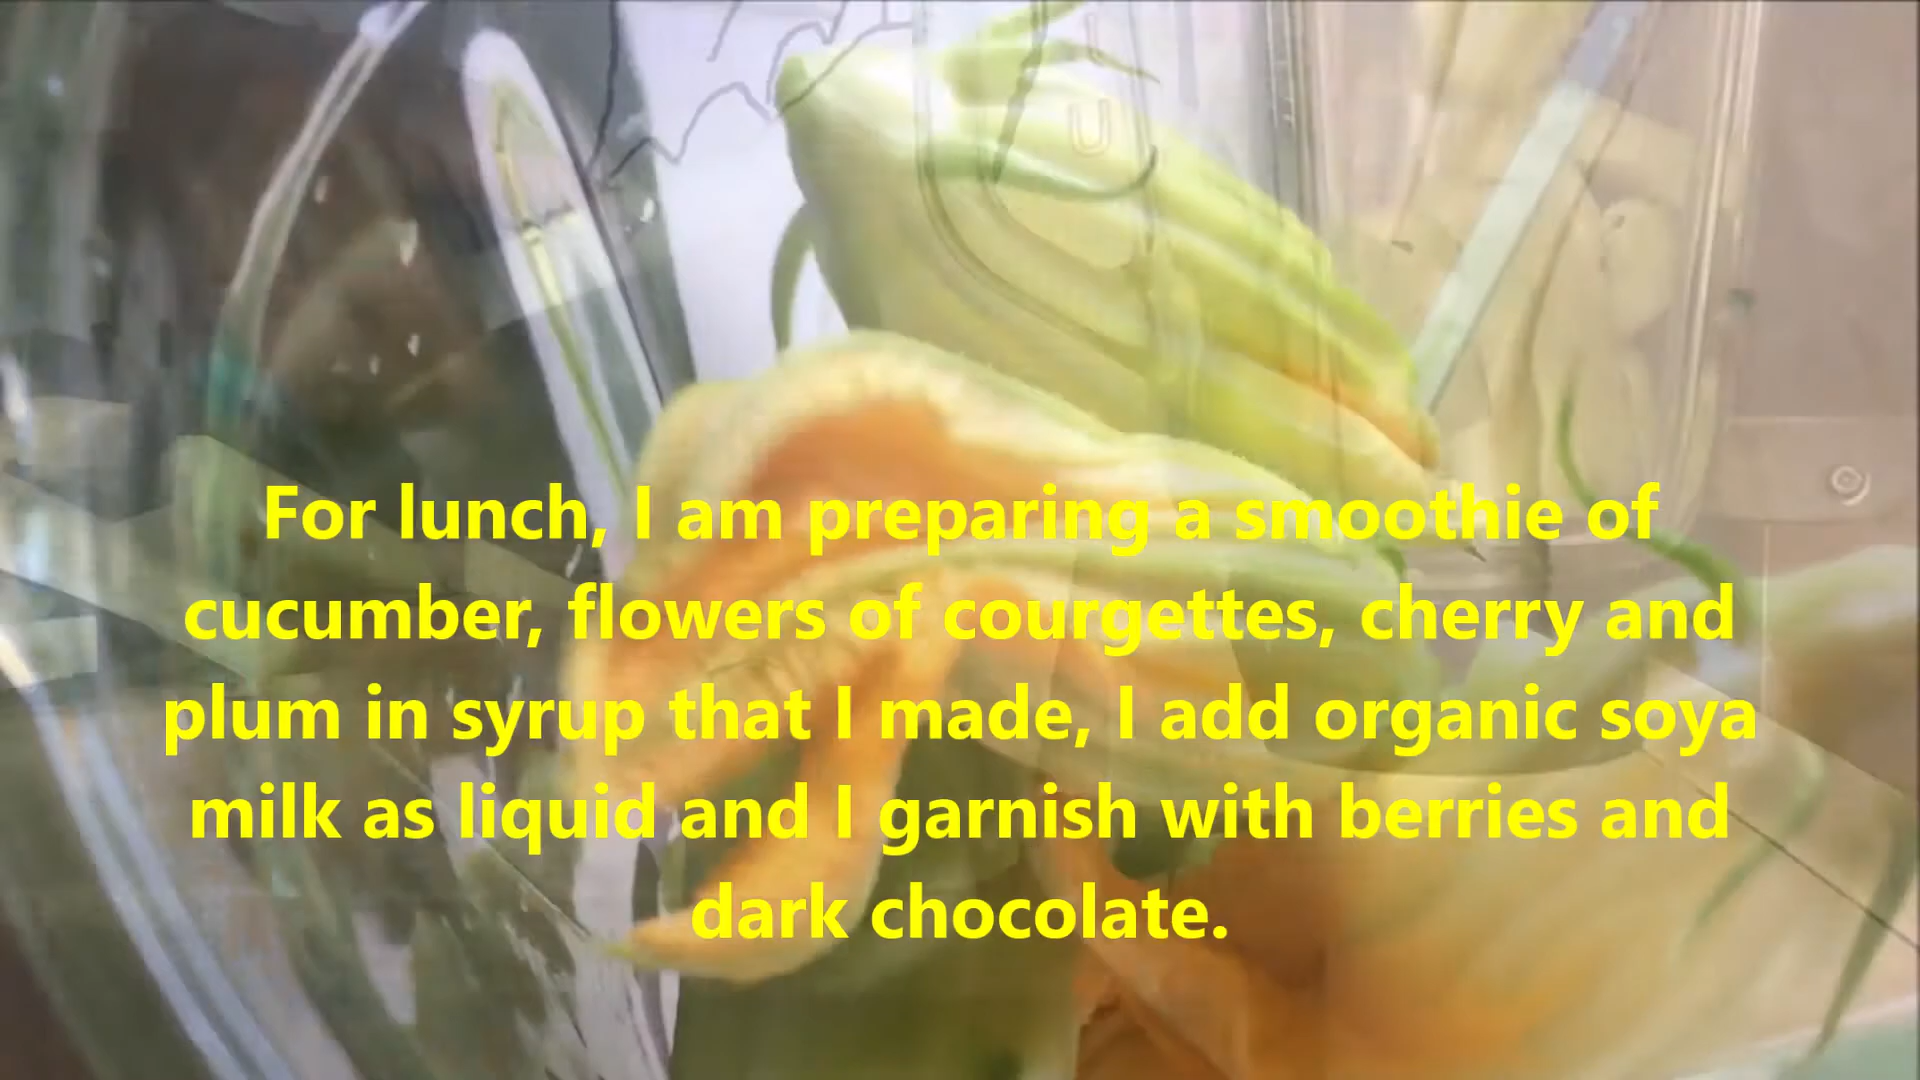 For lunch, I am preparing a smoothie of
cucumber, flowers of courgettes, cherry and
plum in syrup that I made, I add organic soya
milk as liquid and I garnish with berries and
dark chocolate.